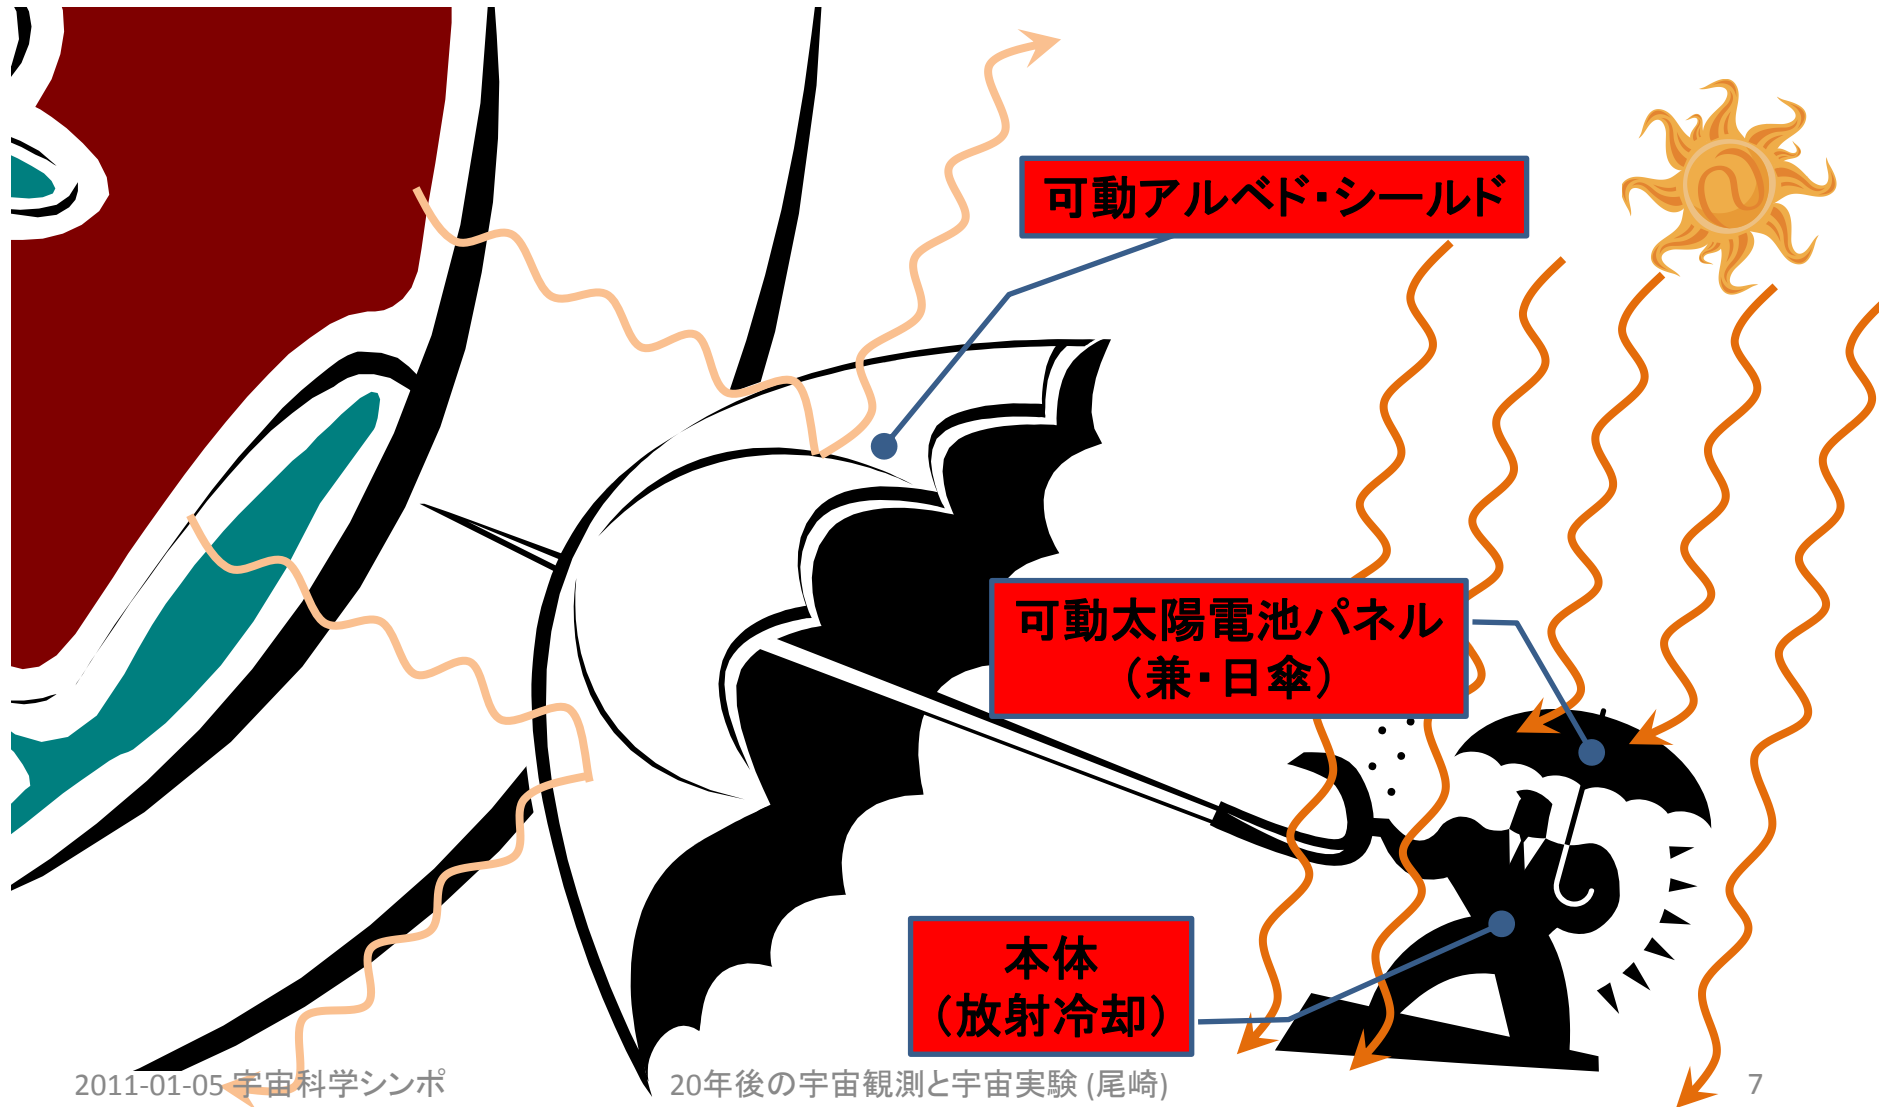 可動アルベド・シールド
可動太陽電池パネル
（兼・日傘）
本体
（放射冷却）
2011-01-05 宇宙科学シンポ
20年後の宇宙観測と宇宙実験 (尾崎)
7